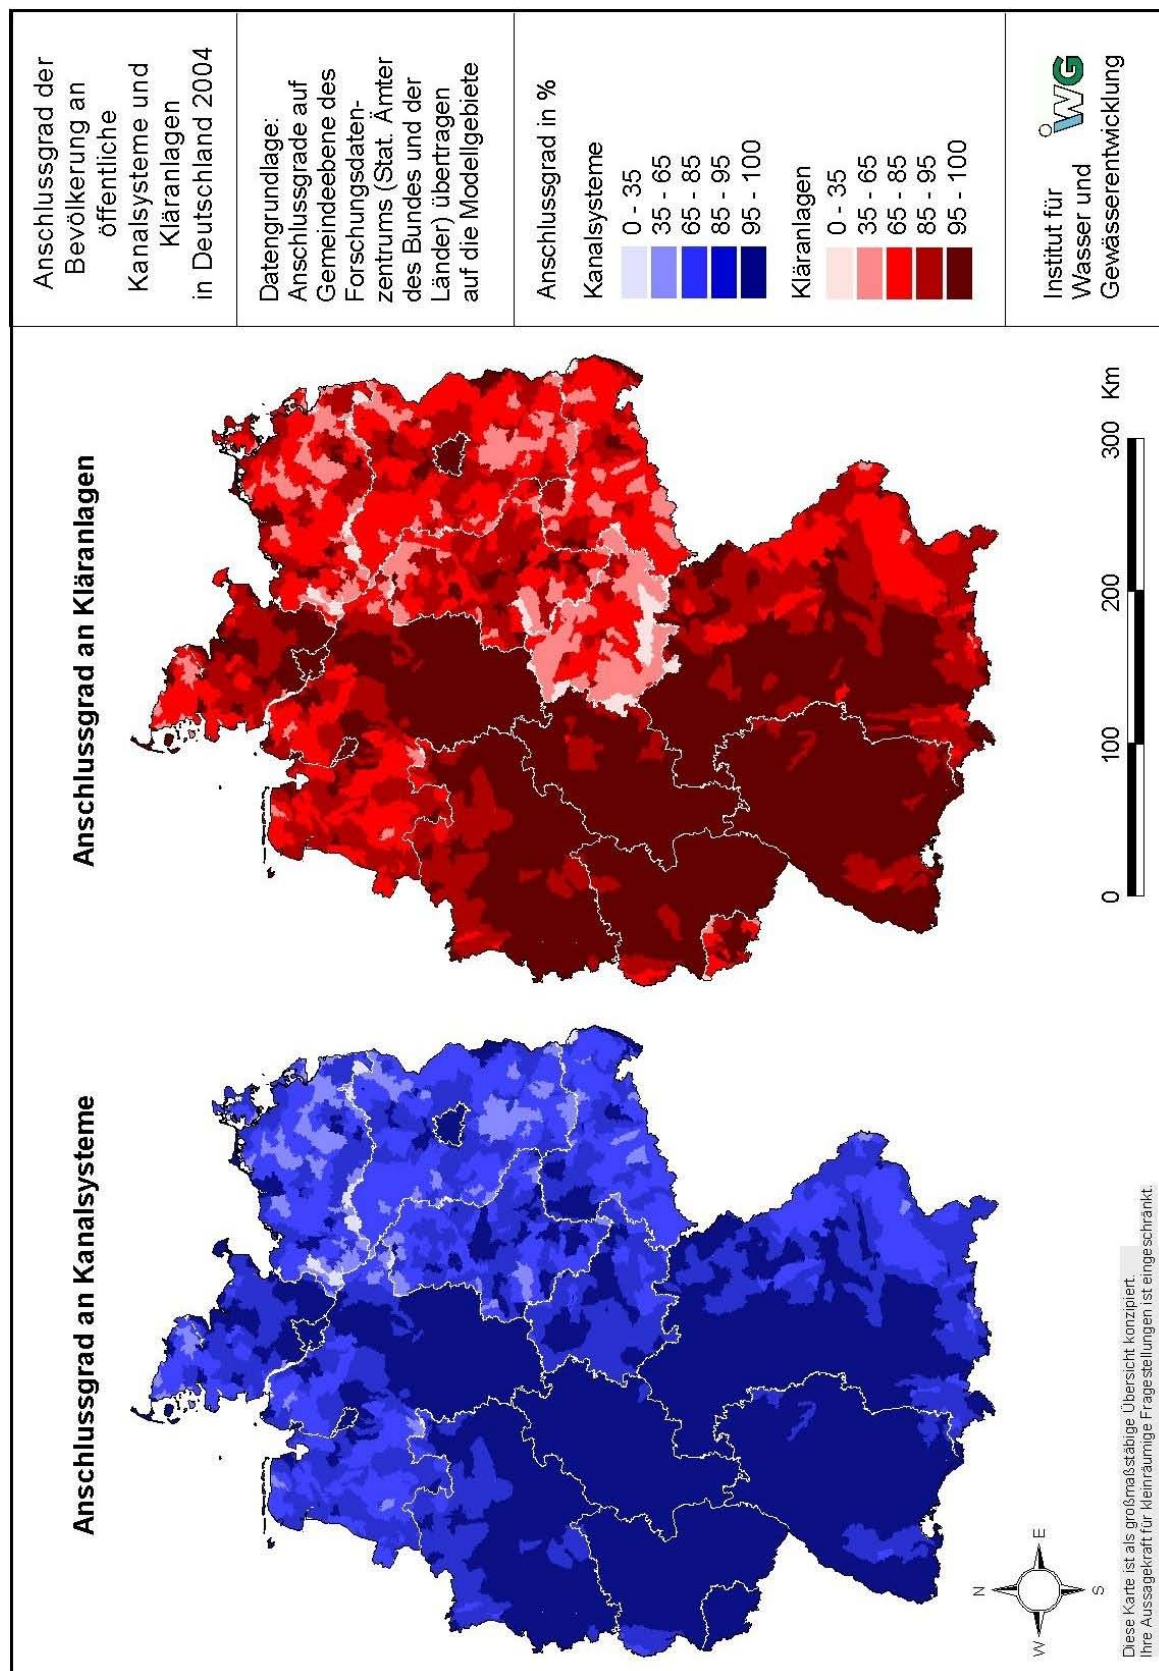 Anschlussgrad an Kanalsysteme
Anschlussgrad an Kläranlagen
Anschlussgrad der
Bevölkerung an
öffentliche
Kanalsysteme und
Kläranlagen
in Deutschland 2004
Datengrundlage:
Anschlussgrade auf
Gemeindeebene des
Forschungsdaten-
zentrums (Stat. Ämter
des Bundes und der
Länder) übertragen
auf die Modellgebiete
Anschlussgrad in %
Kanalsysteme
0 - 35
35 - 65
65 - 85
85 - 95
95 - 100
Kläranlagen
0 - 35
35 - 65
65 - 85
85 - 95
95 - 100
Institut für
Wasser und
Gewässerentwicklung
iWG
N
W E
S
0 100 200 300 Km
Diese Karte ist als großmaßstäbige Übersicht konzipiert.
Ihre Aussagekraft für kleinräumige Fragestellungen ist eingeschränkt.